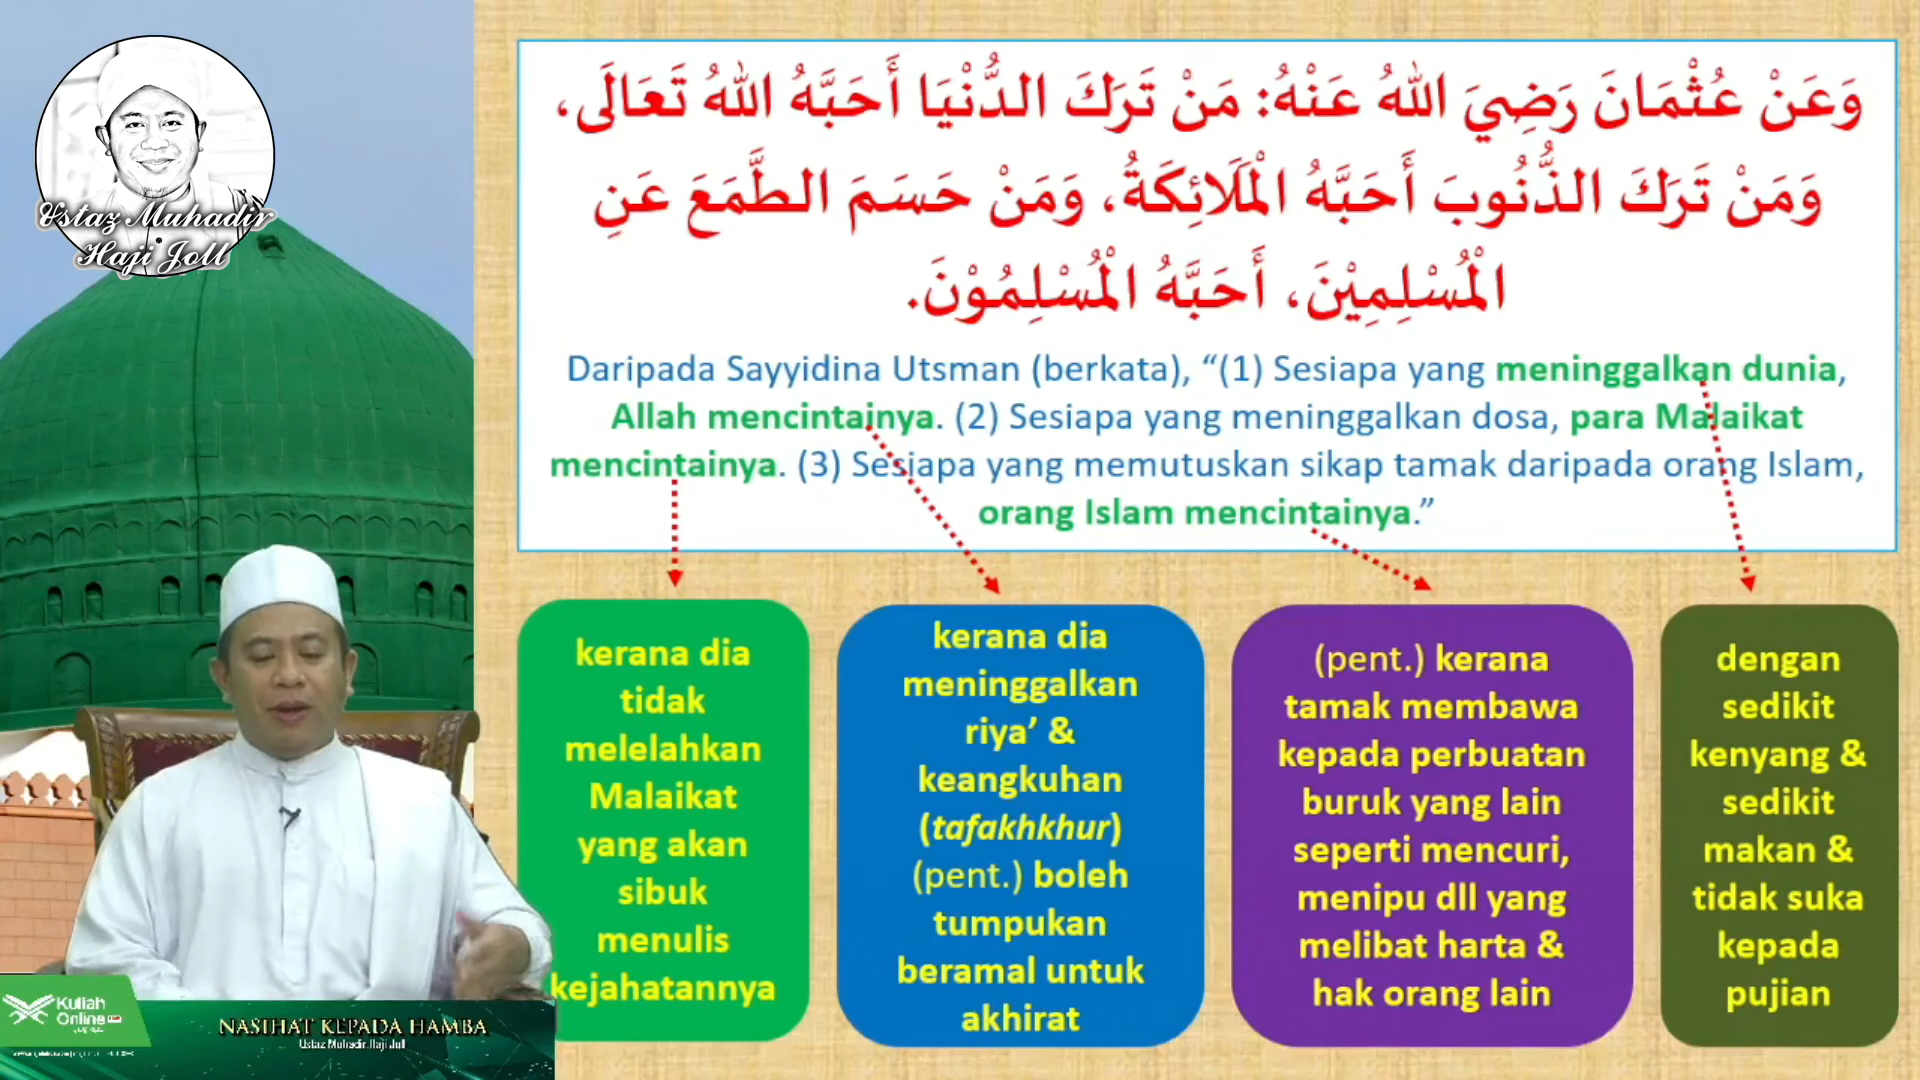 Ustaz Muhadir
Haji Joll
وَعَنْ عُثْمَانَ رَضِيَ اللهُ عَنْهُ: مَنْ تَرَكَ الدُّنْيَا أَحَبَّهُ اللهُ تَعَالَى،
وَمَنْ تَرَكَ الذُّنُوبَ أَحَبَّهُ الْمَلَائِكَةُ، وَمَنْ حَسَمَ الطَّمَعَ عَنِ
الْمُسْلِمِيْنَ، أَحَبَّهُ الْمُسْلِمُوْنَ.
Daripada Sayyidina Utsman (berkata), “(1) Sesiapa yang meninggalkan dunia,
Allah mencintainya. (2) Sesiapa yang meninggalkan dosa, para Malaikat
mencintainya. (3) Sesiapa yang memutuskan sikap tamak daripada orang Islam,
orang Islam mencintainya.”
kerana dia
tidak
melelahkan
Malaikat
yang akan
sibuk
menulis
kejahatannya
kerana dia
meninggalkan
riya’ &
keangkuhan
(tafakhkhur)
(pent.) boleh
tumpukan
beramal untuk
akhirat
(pent.) kerana
tamak membawa
kepada perbuatan
buruk yang lain
seperti mencuri,
menipu dll yang
melibat harta &
hak orang lain
dengan
sedikit
kenyang &
sedikit
makan &
tidak suka
kepada
pujian
Kuliah
Online
NASIHAT KEPADA HAMBA
Ustaz Muhadir Haji Joll